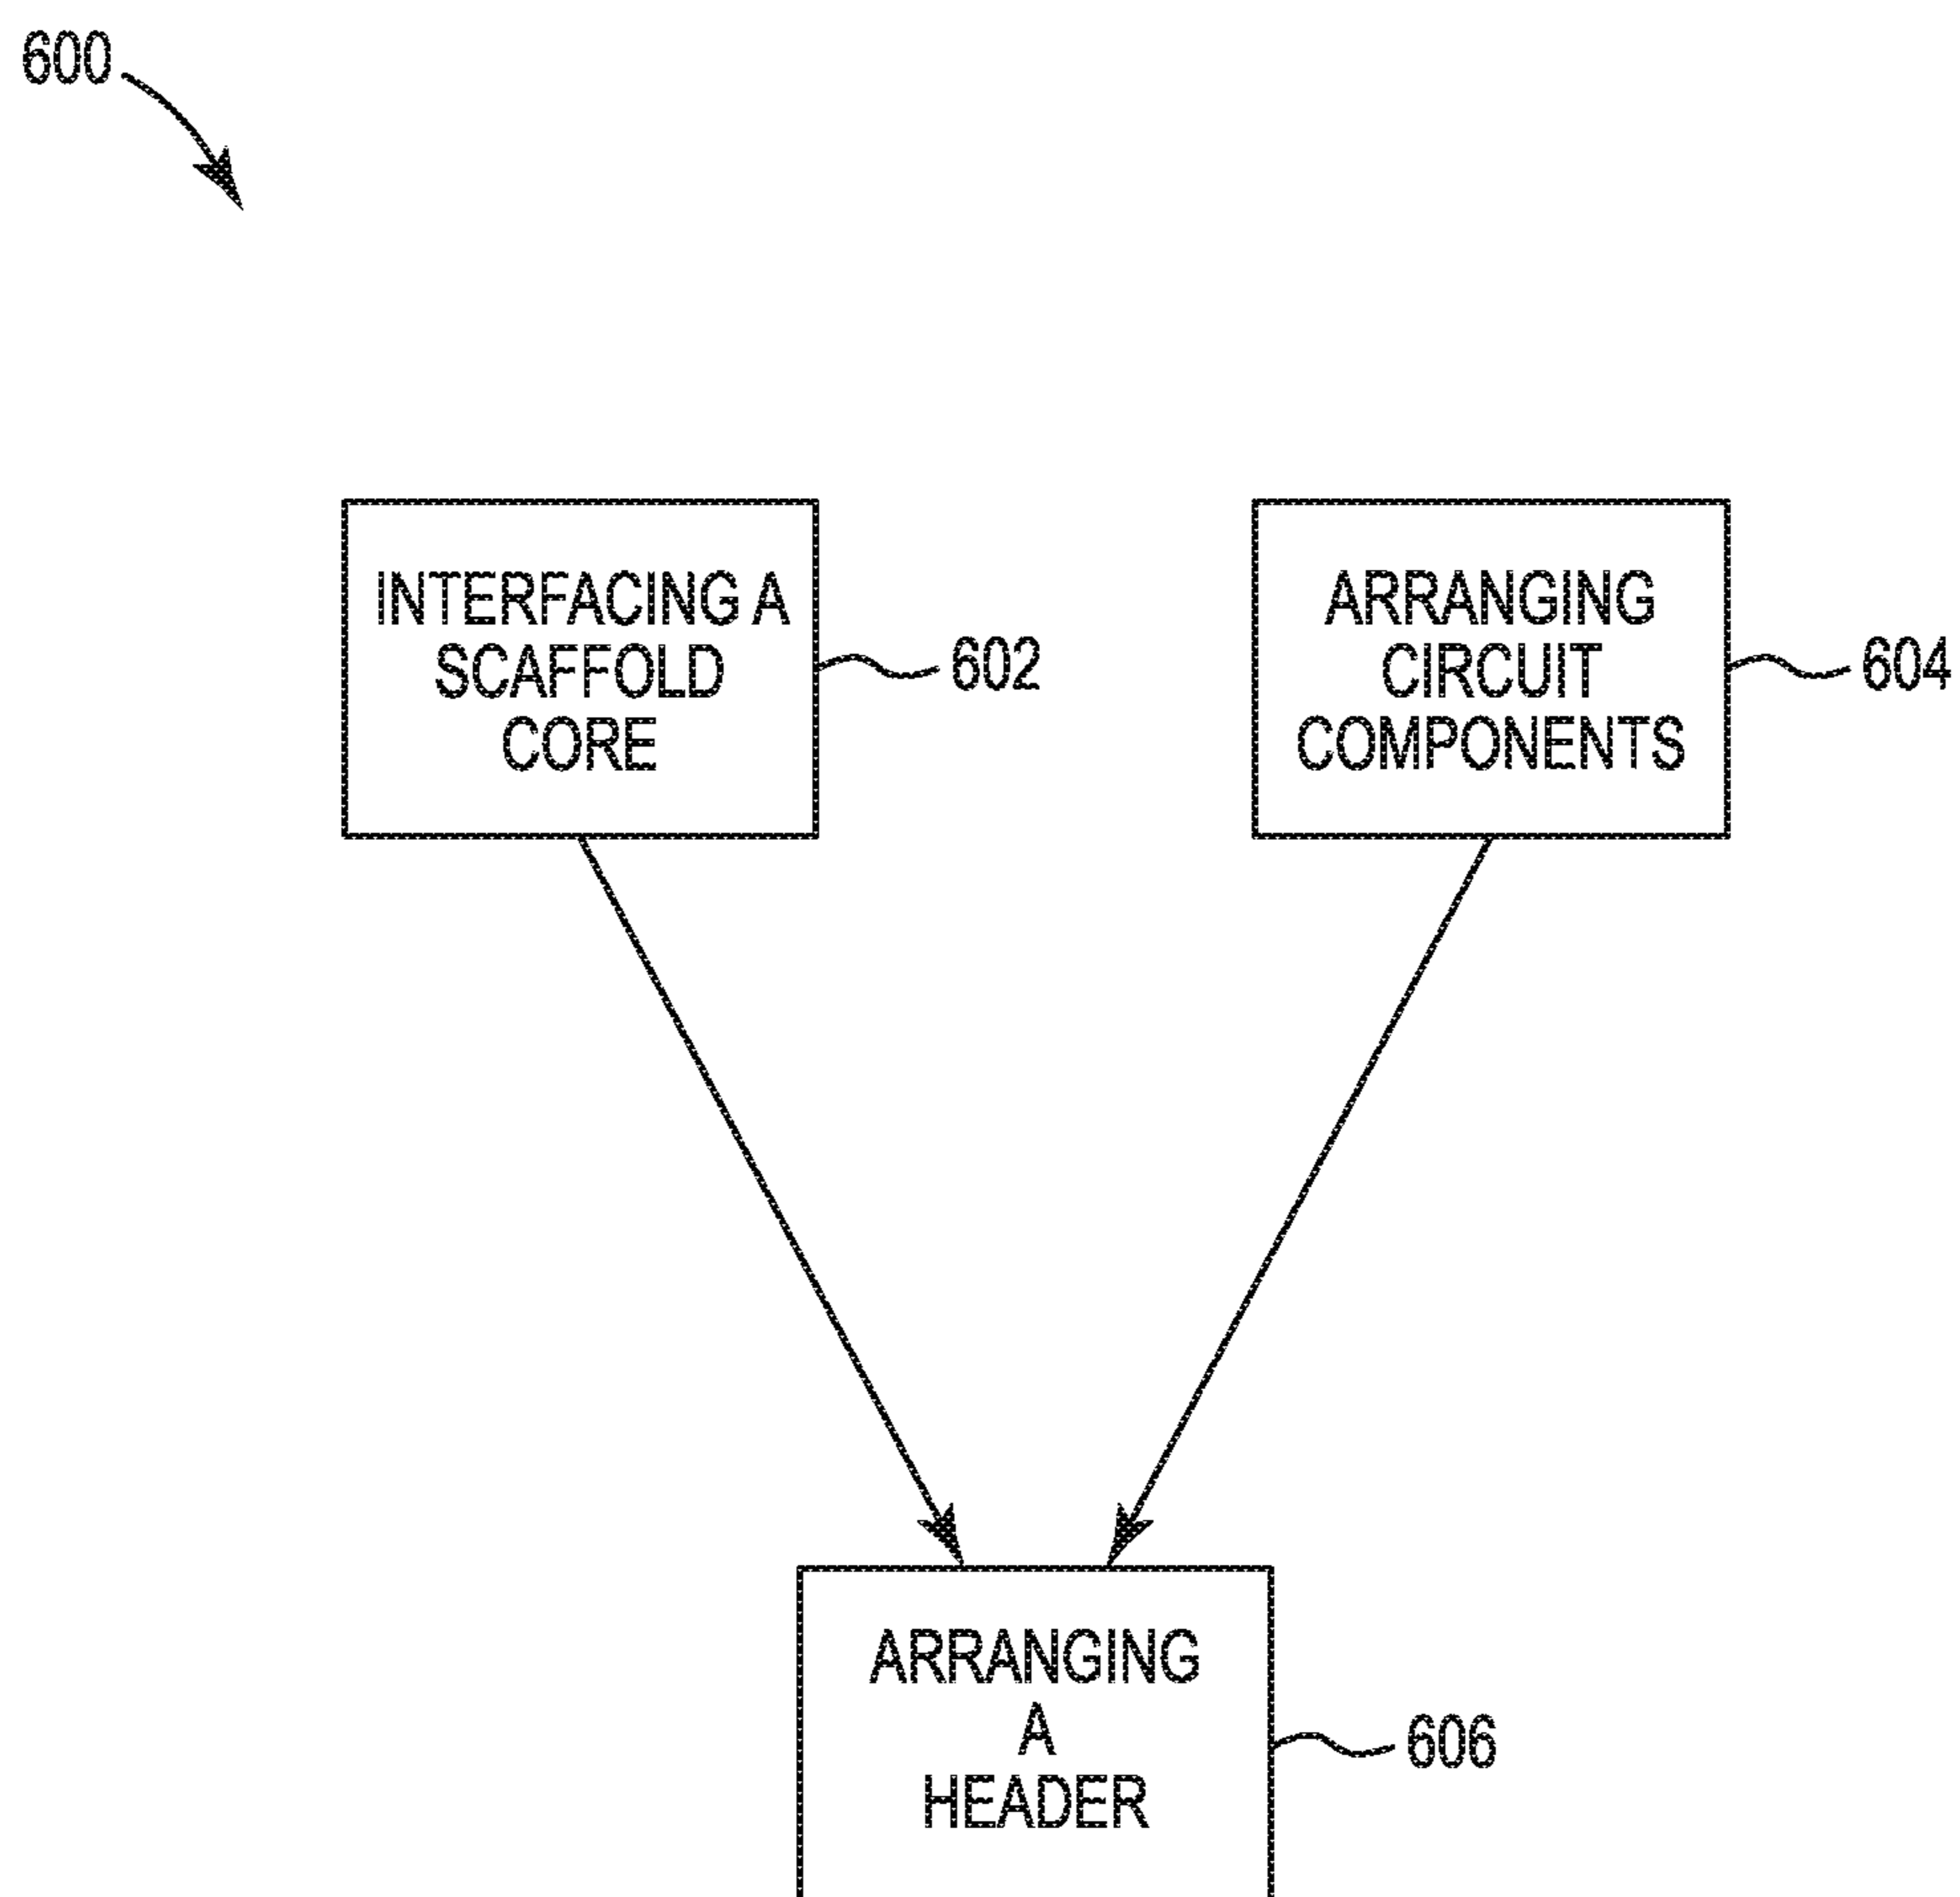 600
INTERFACING A
SCAFFOLD
CORE
602
ARRANGING
CIRCUIT
COMPONENTS
604
ARRANGING
A
HEADER
606